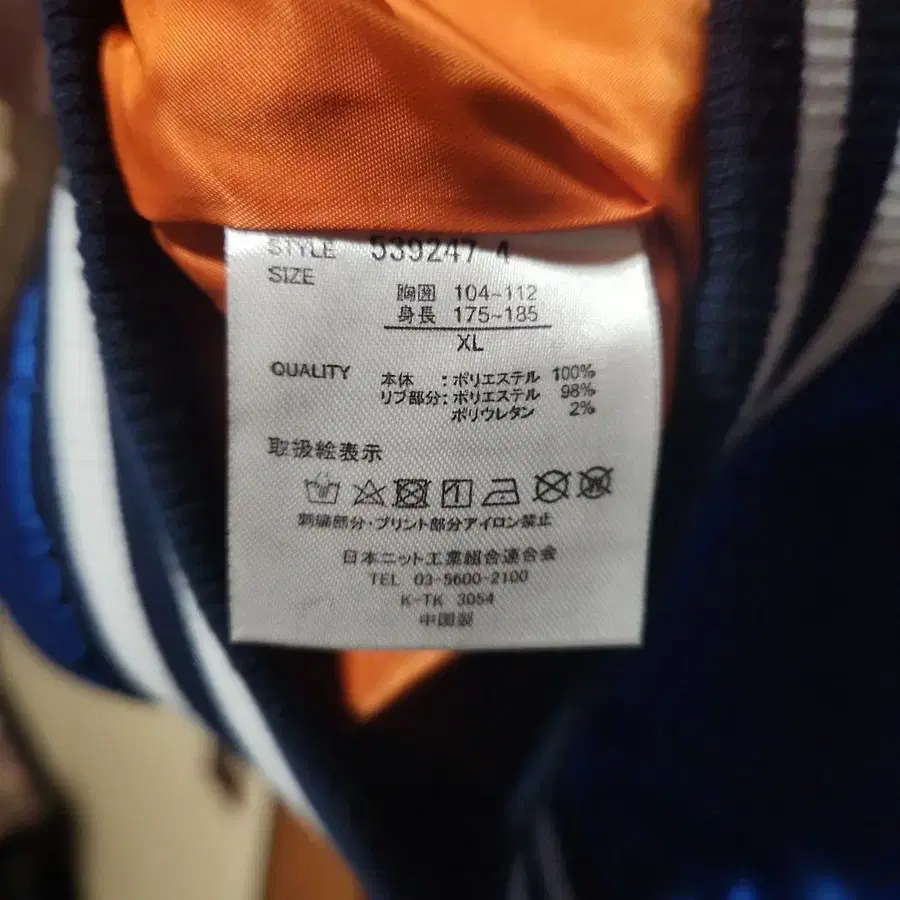 STYLE 539247 4
SIZE
胸囲 104~112
身長 175~185
XL
QUALITY 本体 : ポリエステル 100%
リブ部分: ポリエステル 98%
ポリウレタン 2%
取扱絵表示
刺繍部分・プリント部分アイロン禁止
日本ニット工業組合連合会
TEL 03-5600-2100
K-TK 3054
中国製